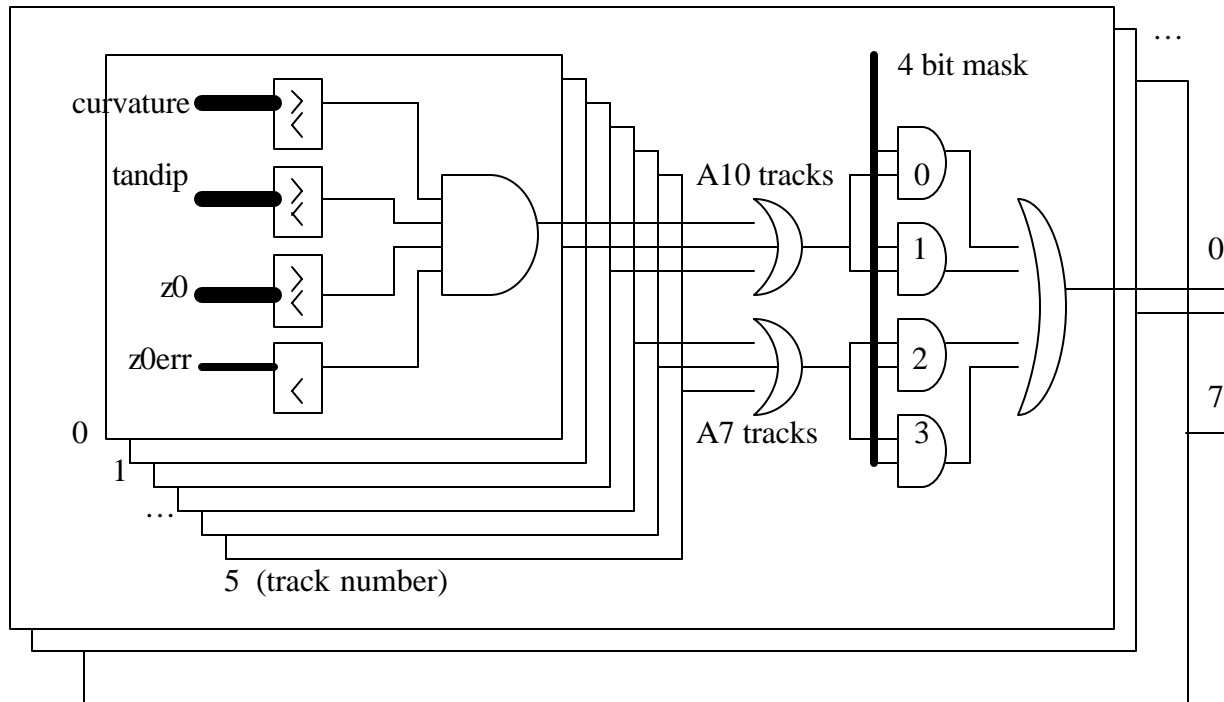 …
4 bit mask
curvature
tandip
A10 tracks
0
1
0
z0
z0err
2
7
A7 tracks
3
0
1
…
5 (track number)